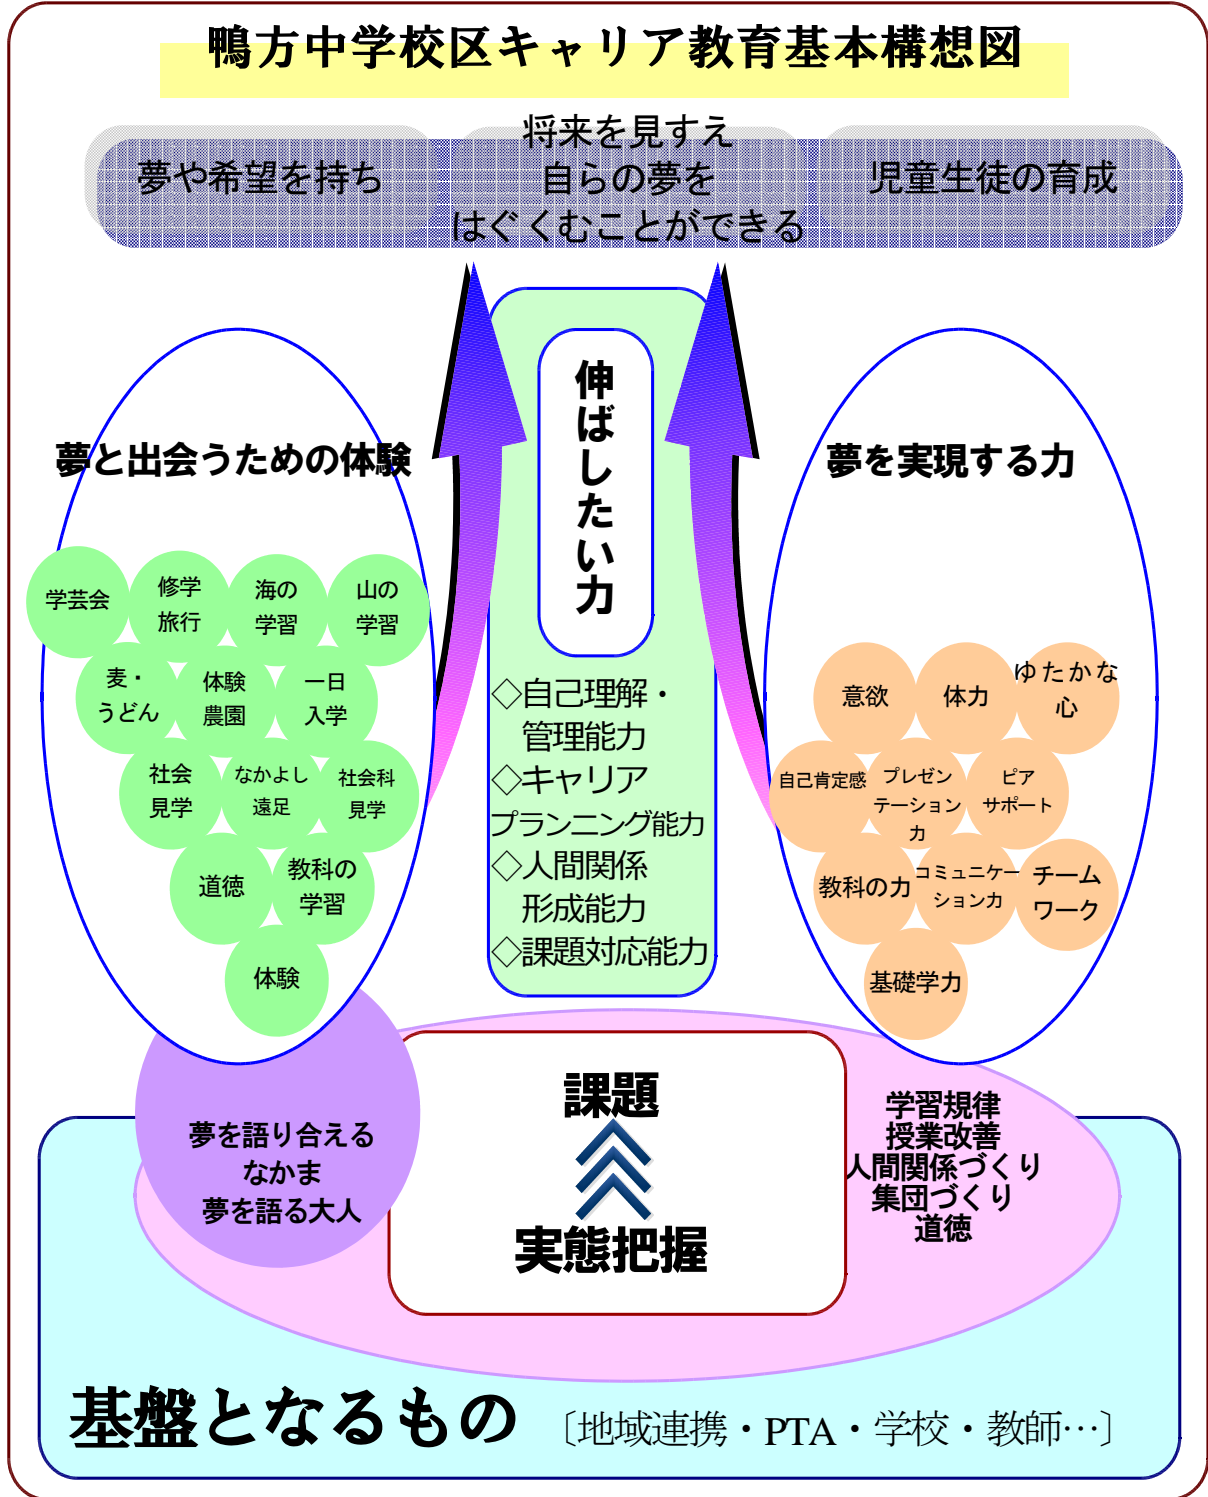 鴨方中学校区キャリア教育基本構想図
夢や希望を持ち
将来を見すえ
自らの夢を
はぐくむことができる
児童生徒の育成
夢と出会うための体験
学芸会
修学
旅行
海の
学習
山の
学習
麦・
うどん
体験
農園
一日
入学
社会
見学
なかよし
遠足
社会科
見学
道徳
教科の
学習
体験
伸ばしたい力
◇自己理解・
管理能力
◇キャリア
プランニング能力
◇人間関係
形成能力
◇課題対応能力
夢を実現する力
意欲
体力
ゆたかな
心
自己肯定感
プレゼン
テーション
力
ピア
サポート
教科の力
コミュニケー
ション力
チーム
ワーク
基礎学力
夢を語り合える
なかま
夢を語る大人
課題
実態把握
学習規律
授業改善
人間関係づくり
集団づくり
道徳
基盤となるもの 〔地域連携・PTA・学校・教師…〕